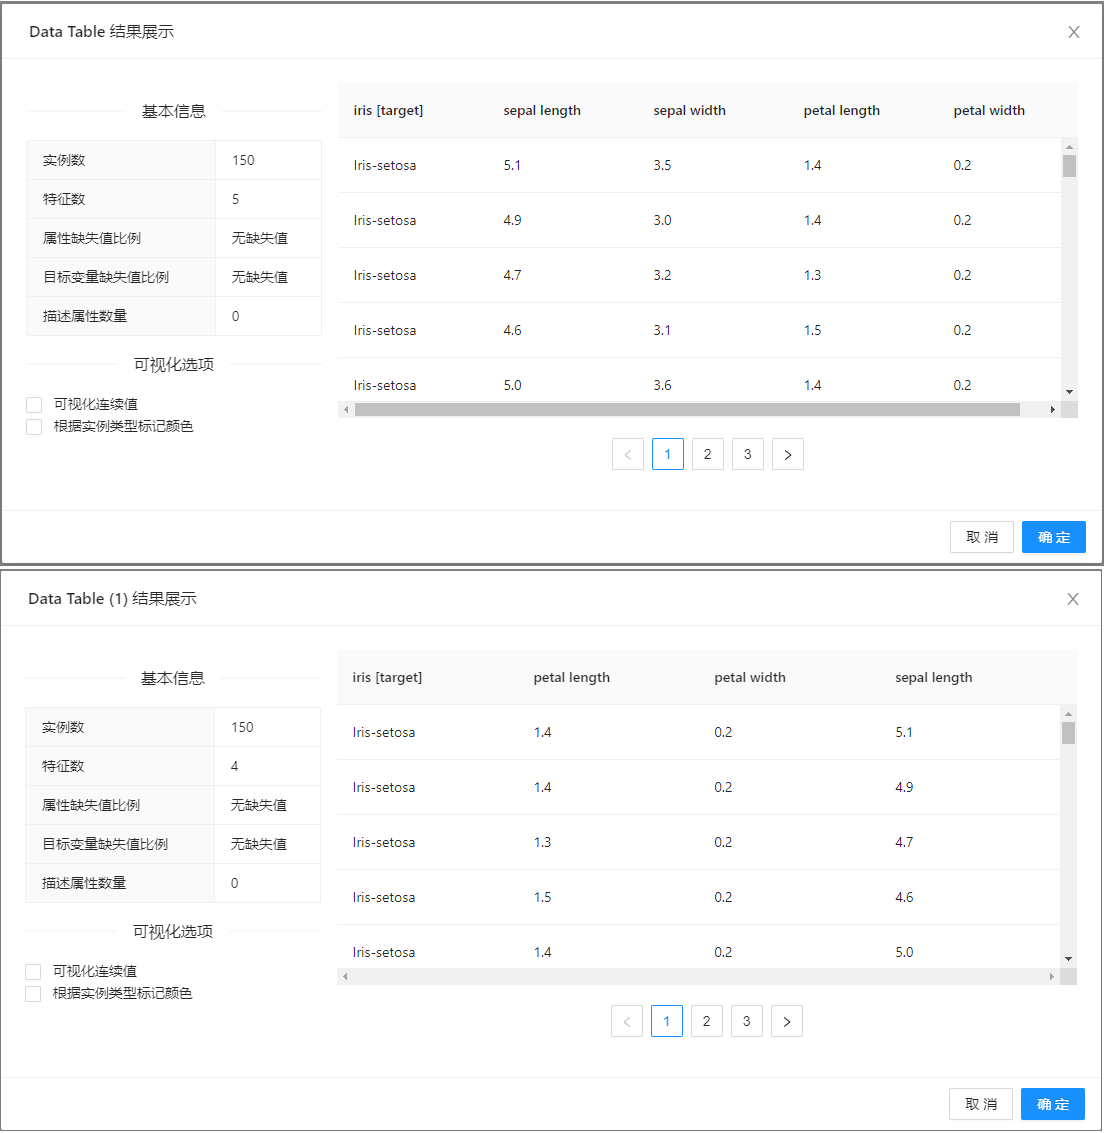 Data Table 结果展示
基本信息
实例数 150
特征数 5
属性缺失值比例 无缺失值
目标变量缺失值比例 无缺失值
描述属性数量 0
可视化选项
可视化连续值
根据实例类型标记颜色
iris [target] sepal length sepal width petal length petal width
Iris-setosa 5.1 3.5 1.4 0.2
Iris-setosa 4.9 3.0 1.4 0.2
Iris-setosa 4.7 3.2 1.3 0.2
Iris-setosa 4.6 3.1 1.5 0.2
Iris-setosa 5.0 3.6 1.4 0.2
< 1 2 3 >
取 消 确 定
Data Table (1) 结果展示
基本信息
实例数 150
特征数 4
属性缺失值比例 无缺失值
目标变量缺失值比例 无缺失值
描述属性数量 0
可视化选项
可视化连续值
根据实例类型标记颜色
iris [target] petal length petal width sepal length
Iris-setosa 1.4 0.2 5.1
Iris-setosa 1.4 0.2 4.9
Iris-setosa 1.3 0.2 4.7
Iris-setosa 1.5 0.2 4.6
Iris-setosa 1.4 0.2 5.0
< 1 2 3 >
取 消 确 定